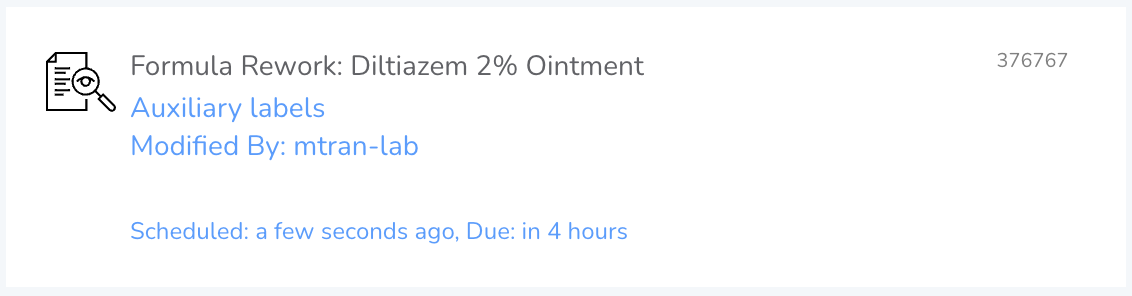 Formula Rework: Diltiazem 2% Ointment
376767
Auxiliary labels
Modified By: mtran-lab
Scheduled: a few seconds ago, Due: in 4 hours